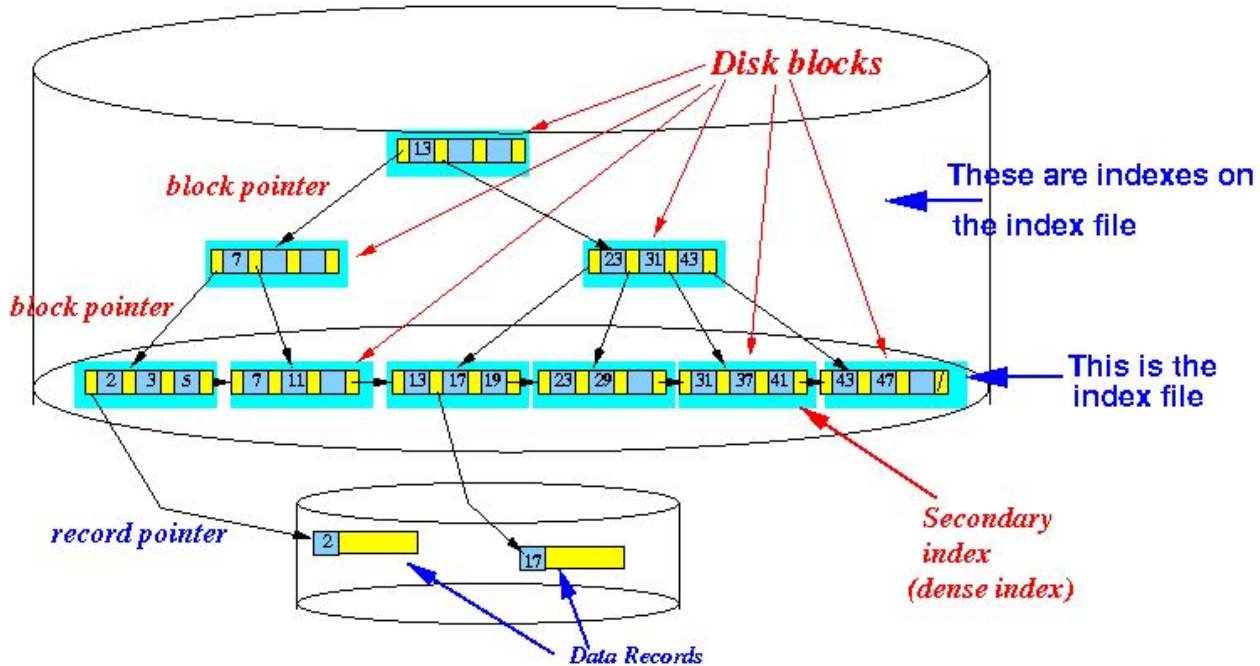 Disk blocks
13
block pointer
These are indexes on
the index file
7
23 31 43
block pointer
2 3 5
7 11
13 17 19
23 29
31 37 41
43 47 /
This is the
index file
record pointer
2
17
Secondary
index
(dense index)
Data Records